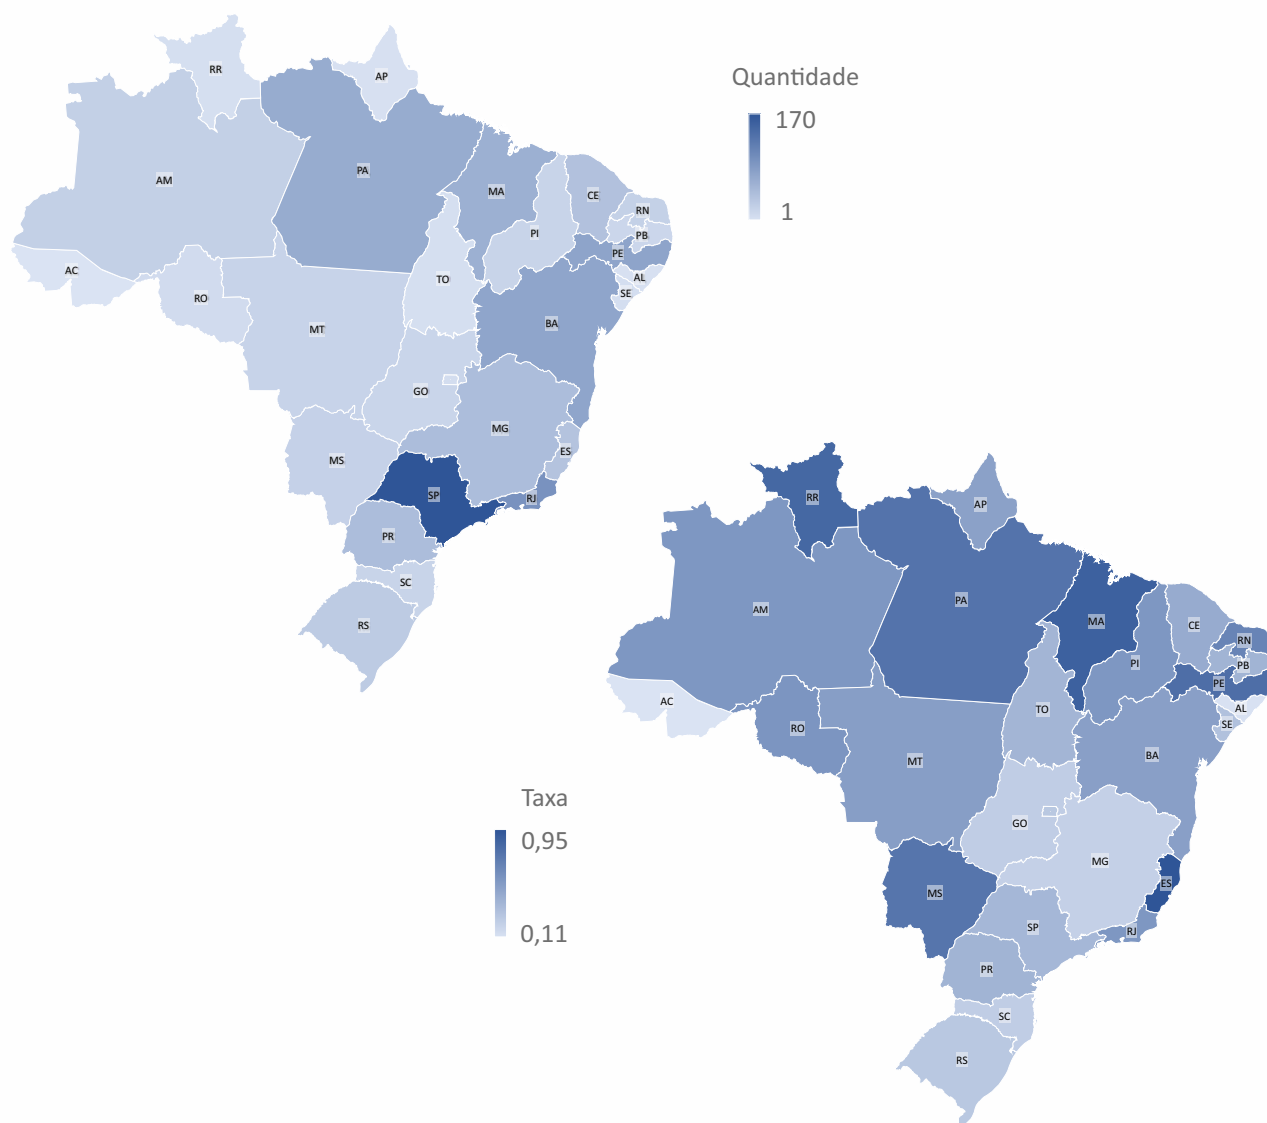 RR
AP
Quantidade
170
1
AM
PA
MA
CE
RN
PB
PI
PE
AL
SE
AC
RO
TO
MT
BA
GO
MG
MS
ES
SP
RJ
PR
SC
RS
Taxa
0,95
0,11
RR
AP
AM
PA
MA
CE
RN
PB
PI
PE
AL
SE
AC
RO
TO
MT
BA
GO
MG
MS
ES
SP
RJ
PR
SC
RS